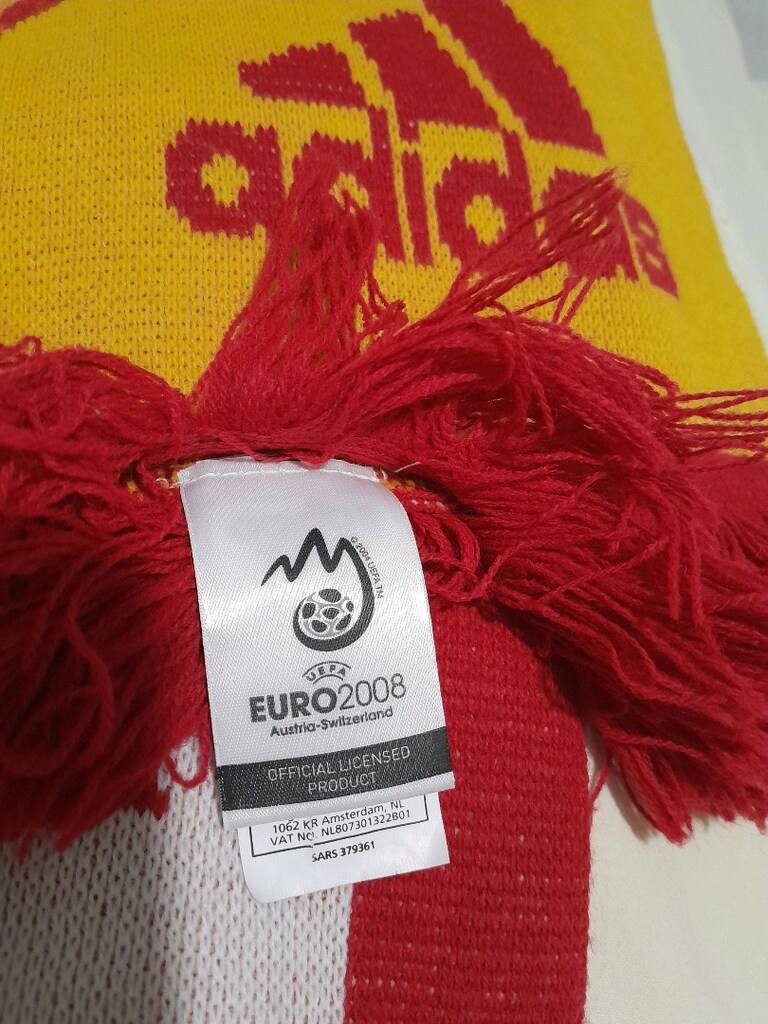 adidas
© 2004 UEFA TM
UEFA
EURO2008
Austria-Switzerland
OFFICIAL LICENSED
PRODUCT
1062 KR Amsterdam, NL
VAT No. NL807301322B01
SARS 379361